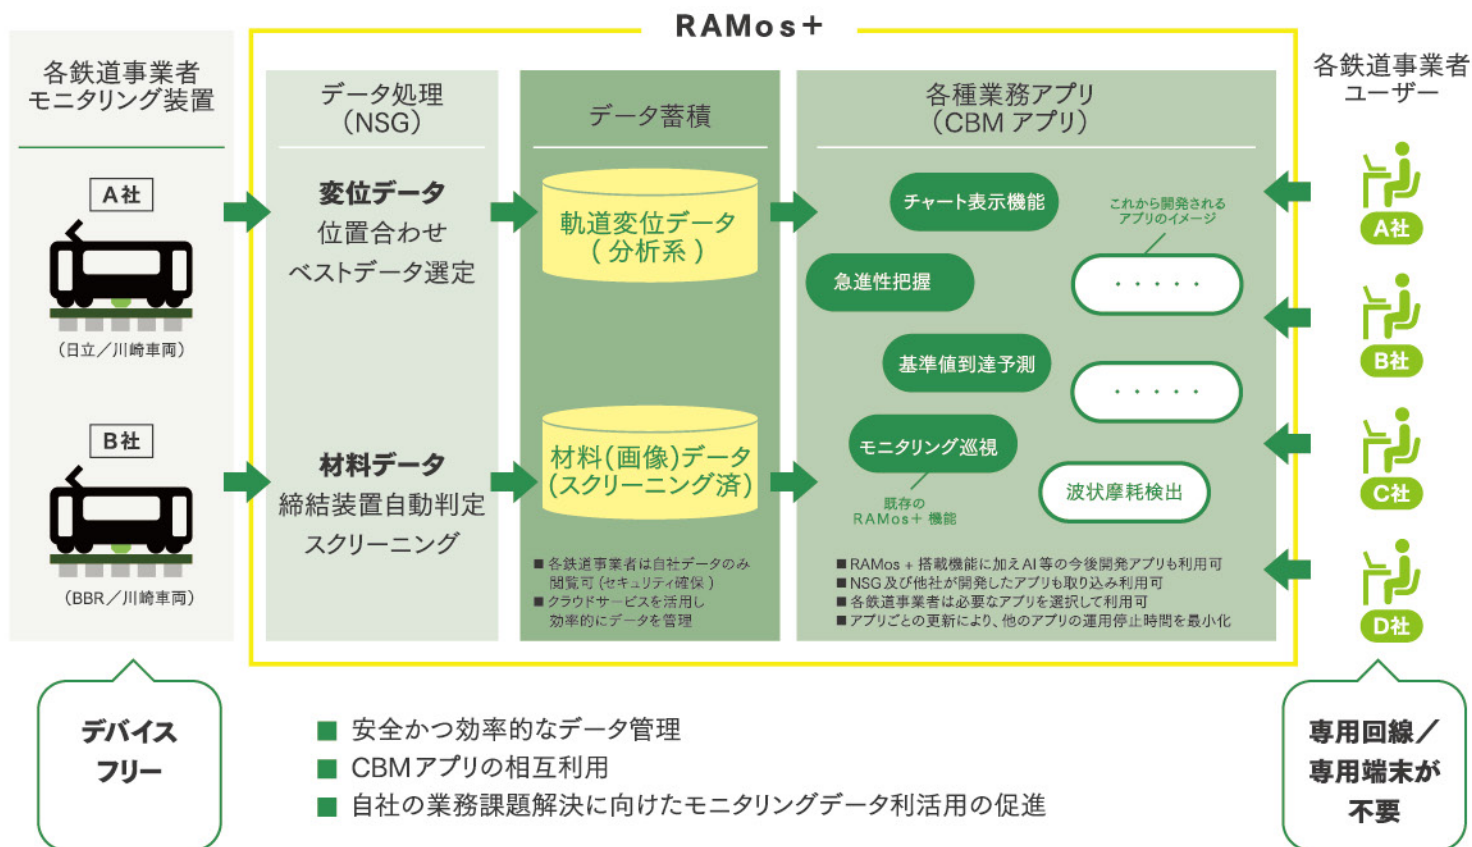 RAMos+
各鉄道事業者
モニタリング装置
A社
(日立／川崎車両)
B社
(BBR／川崎車両)
データ処理
(NSG)
変位データ
位置合わせ
ベストデータ選定
材料データ
締結装置自動判定
スクリーニング
データ蓄積
軌道変位データ
(分析系)
材料(画像)データ
(スクリーニング済)
■ 各鉄道事業者は自社データのみ
閲覧可(セキュリティ確保)
■ クラウドサービスを活用し
効率的にデータを管理
各種業務アプリ
(CBM アプリ)
チャート表示機能
これから開発される
アプリのイメージ
・・・・・
急進性把握
基準値到達予測
・・・・・
モニタリング巡視
既存の
RAMos+ 機能
波状摩耗検出
■ RAMos + 搭載機能に加えAI等の今後開発アプリも利用可
■ NSG及び他社が開発したアプリも取り込み利用可
■ 各鉄道事業者は必要なアプリを選択して利用可
■ アプリごとの更新により、他のアプリの運用停止時間を最小化
各鉄道事業者
ユーザー
A社
B社
C社
D社
デバイス
フリー
■ 安全かつ効率的なデータ管理
■ CBMアプリの相互利用
■ 自社の業務課題解決に向けたモニタリングデータ利活用の促進
専用回線／
専用端末が
不要